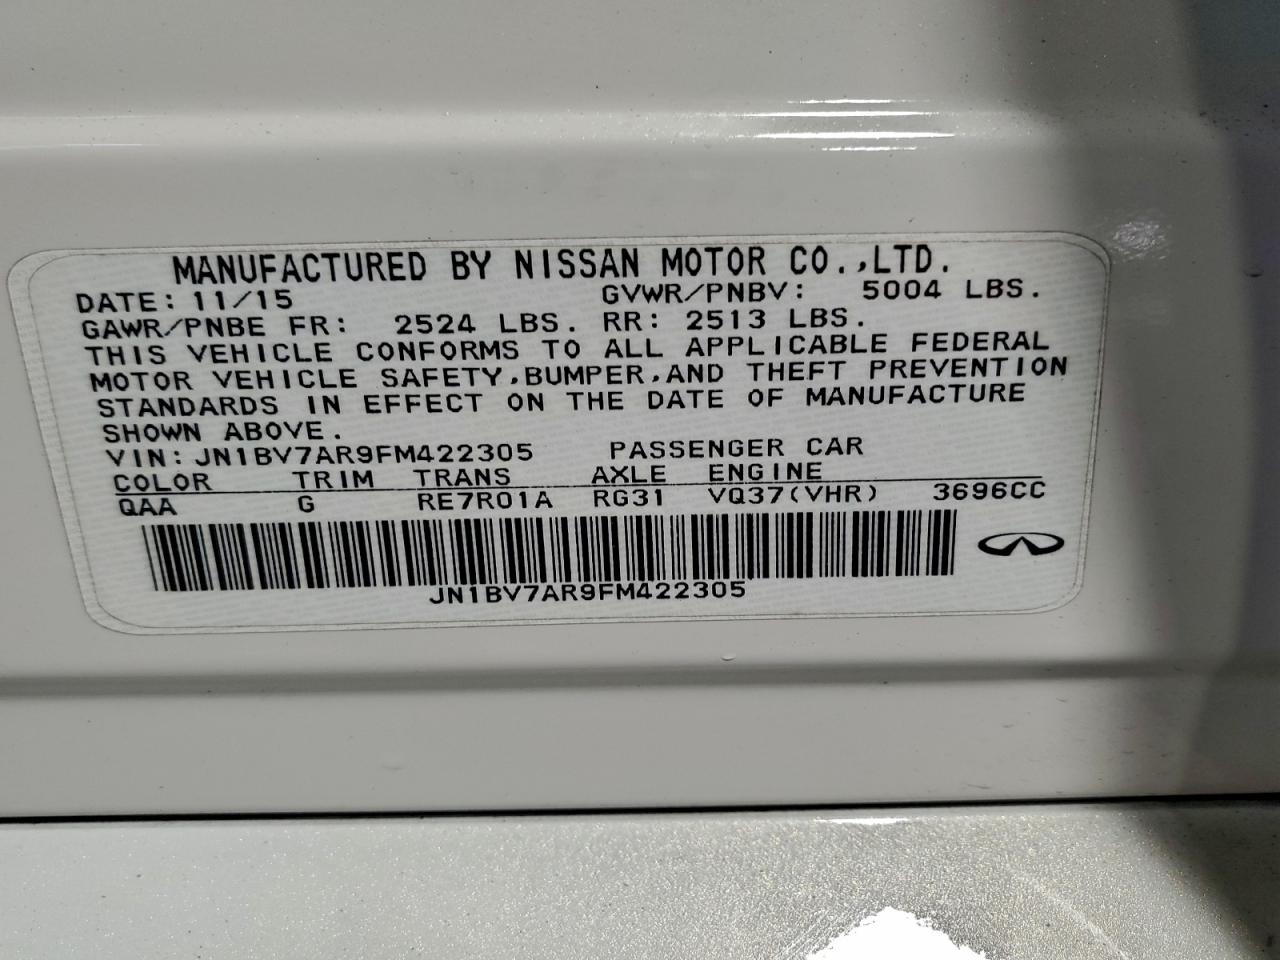 MANUFACTURED BY NISSAN MOTOR CO.,LTD.
DATE: 11/15 GVWR/PNBV: 5004 LBS.
GAWR/PNBE FR: 2524 LBS. RR: 2513 LBS.
THIS VEHICLE CONFORMS TO ALL APPLICABLE FEDERAL
MOTOR VEHICLE SAFETY,BUMPER,AND THEFT PREVENTION
STANDARDS IN EFFECT ON THE DATE OF MANUFACTURE
SHOWN ABOVE.
VIN: JN1BV7AR9FM422305 PASSENGER CAR
COLOR TRIM TRANS AXLE ENGINE
QAA G RE7R01A RG31 VQ37(VHR) 3696CC
JN1BV7AR9FM422305